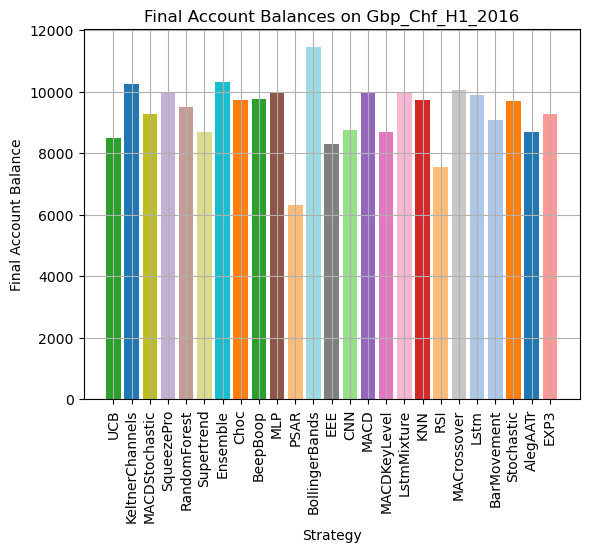 Final Account Balances on Gbp_Chf_H1_2016
Final Account Balance
12000
10000
8000
6000
4000
2000
0
UCB
KeltnerChannels
MACDStochastic
SqueezePro
RandomForest
Supertrend
Ensemble
Choc
BeepBoop
MLP
PSAR
BollingerBands
EEE
CNN
MACD
MACDKeyLevel
LstmMixture
KNN
RSI
MACrossover
Lstm
BarMovement
Stochastic
AlegAATr
EXP3
Strategy